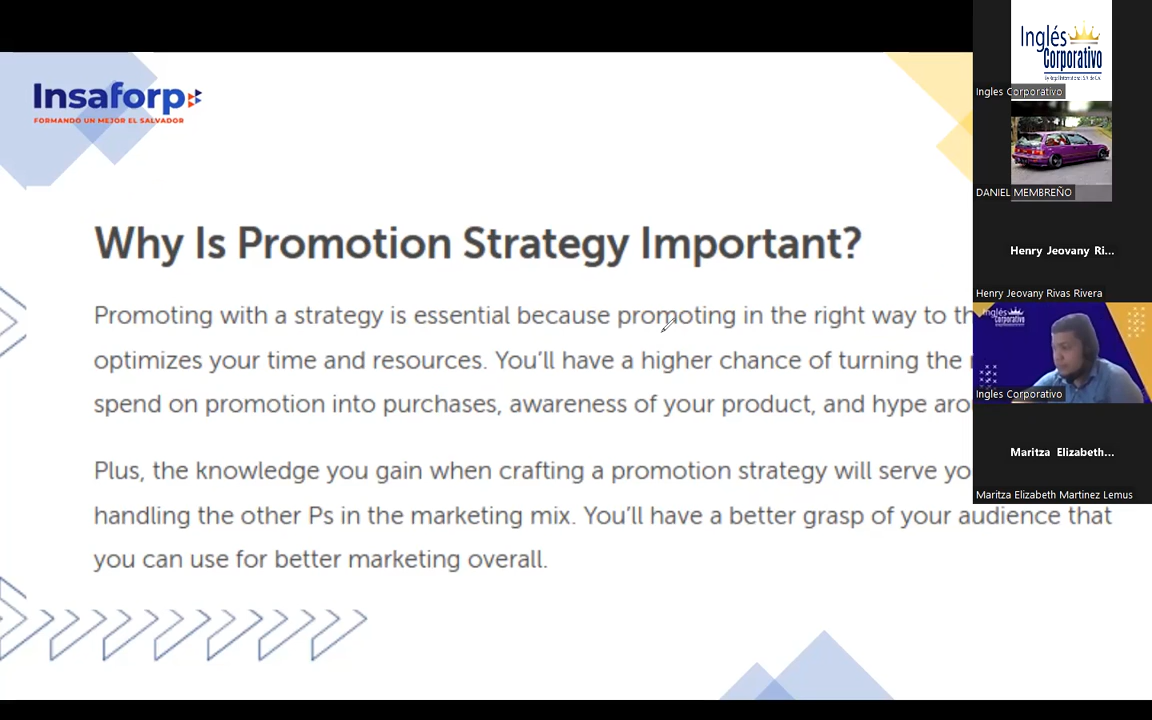 Insaforp
FORMANDO UN MEJOR EL SALVADOR
Why Is Promotion Strategy Important?
Promoting with a strategy is essential because promoting in the right way to
optimizes your time and resources. You'll have a higher chance of turning the
spend on promotion into purchases, awareness of your product, and hype
Plus, the knowledge you gain when crafting a promotion strategy will serve
handling the other Ps in the marketing mix. You'll have a better grasp of your audience that
you can use for better marketing overall.
Inglés
Corporativo
Ingles Corporativo
DANIEL MEMBREÑO
Henry Jeovany Ri...
Henry Jeovany Rivas Rivera
Inglés
Corporativo
Ingles Corporativo
Maritza Elizabeth...
Maritza Elizabeth Martinez Lemus